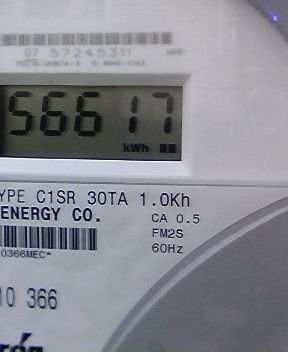 07 57245311
56617
kWh
YPE C1SR 30TA 1.0Kh
ENERGY CO.
CA 0.5
FM2S
60Hz
0366MEC*
10 366